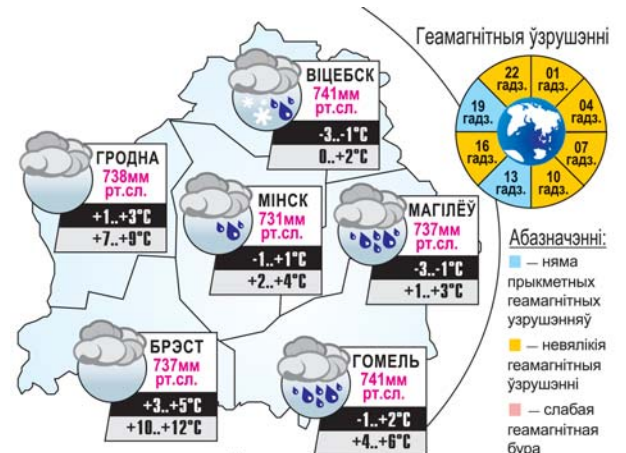 Геамагнітныя ўзрушэнні
22
гадз.
01
гадз.
19
гадз.
04
гадз.
16
гадз.
07
гадз.
13
гадз.
10
гадз.
ВІЦЕБСК
741мм
рт.сл.
-3..-1°C
0..+2°C
ГРОДНА
738мм
рт.сл.
+1..+3°C
+7..+9°C
МІНСК
731мм
рт.сл.
-1..+1°C
+2..+4°C
МАГІЛЁЎ
737мм
рт.сл.
-3..-1°C
+1..+3°C
БРЭСТ
737мм
рт.сл.
+3..+5°C
+10..+12°C
ГОМЕЛЬ
741мм
рт.сл.
-1..+2°C
+4..+6°C
Абазначэнні:
— няма
прыкметных
геамагнітных
узрушэнняў
— невялікія
геамагнітныя
ўзрушэнні
— слабая
геамагнітная
бура